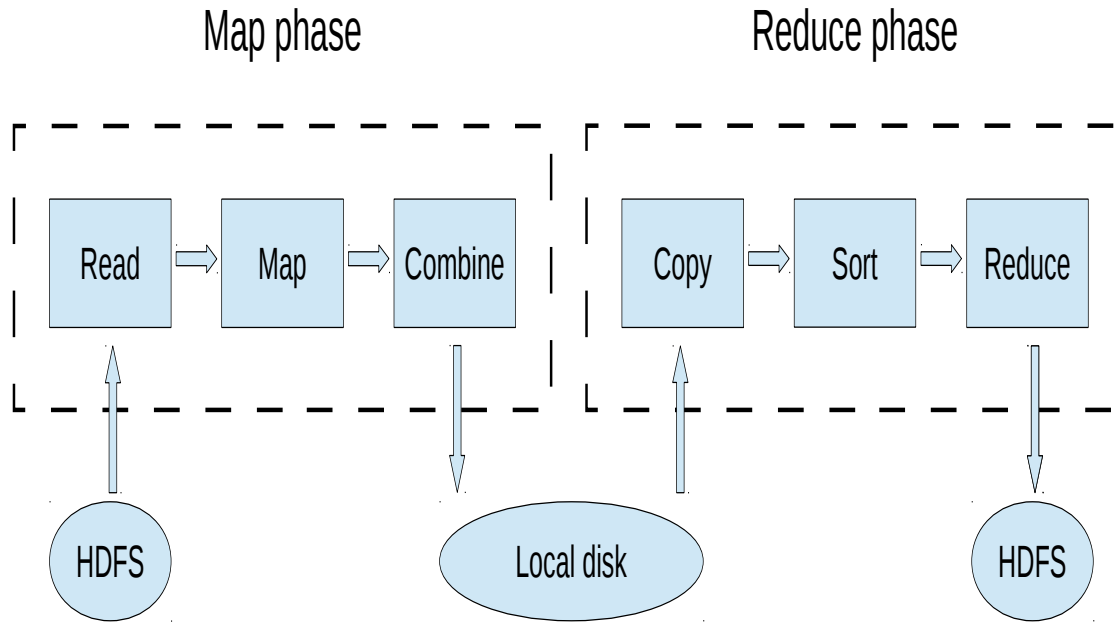 Map phase
Reduce phase
Read
Map
Combine
Copy
Sort
Reduce
HDFS
Local disk
HDFS